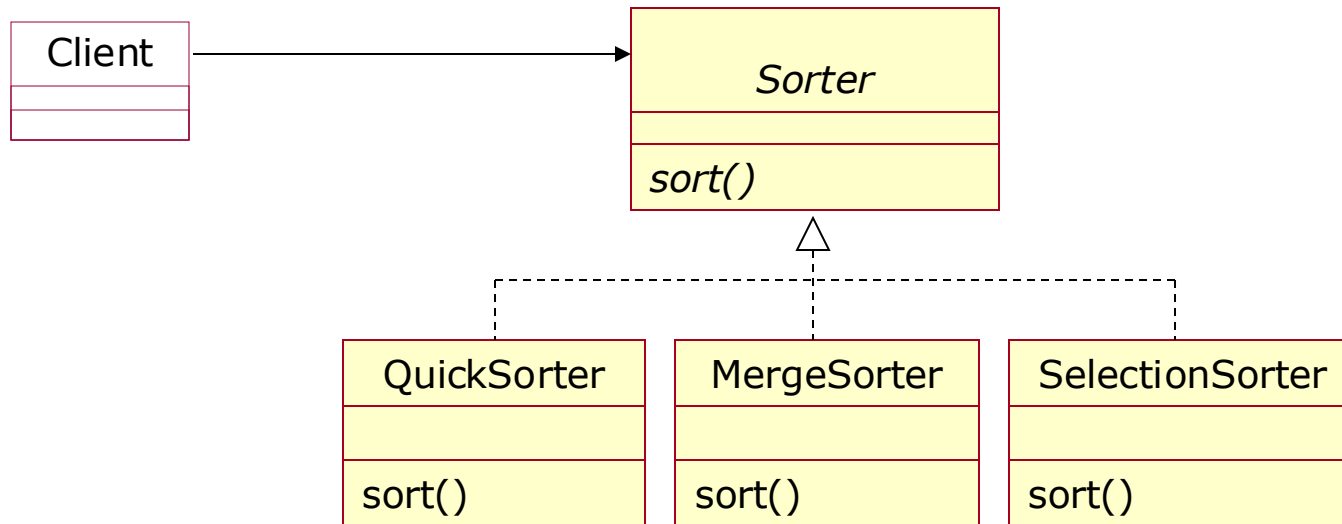 Client
Sorter
sort()
QuickSorter
MergeSorter
SelectionSorter
sort()
sort()
sort()